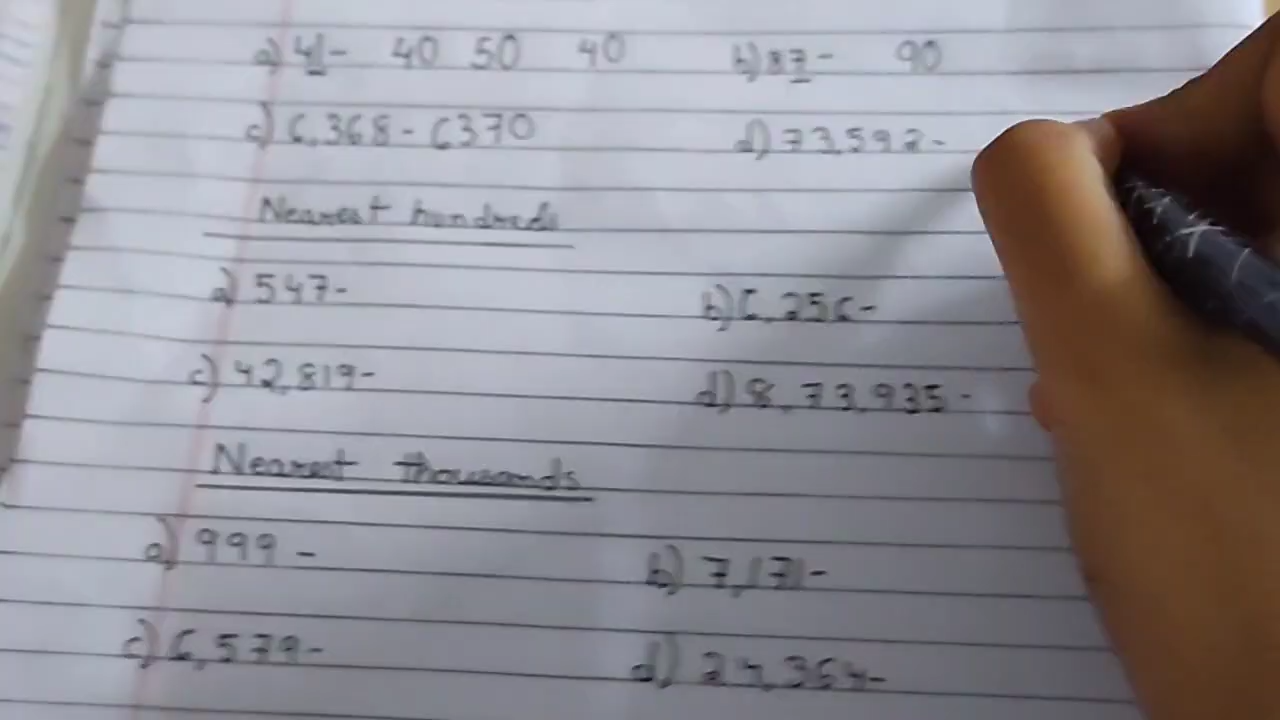 a) 41 - 40 50 40 b) 87 - 90
c) 6,368 - 6370 d) 73,592 -
Nearest hundreds
a) 547 - b) 6,256 -
c) 42,819 - d) 8,73,935 -
Nearest thousands
a) 999 - b) 7,171 -
c) 6,579 - d) 24,364 -